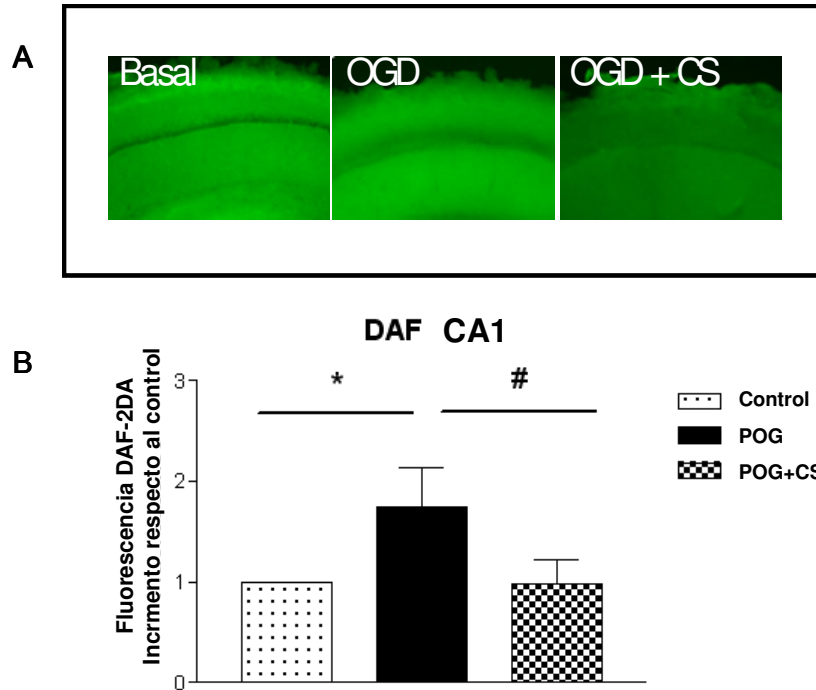 A
Basal
OGD
OGD + CS
DAF CA1
B
Fluorescencia DAF-2DA
Incrmento respecto al control
3
2
1
0
*
#
Control
POG
POG+CS